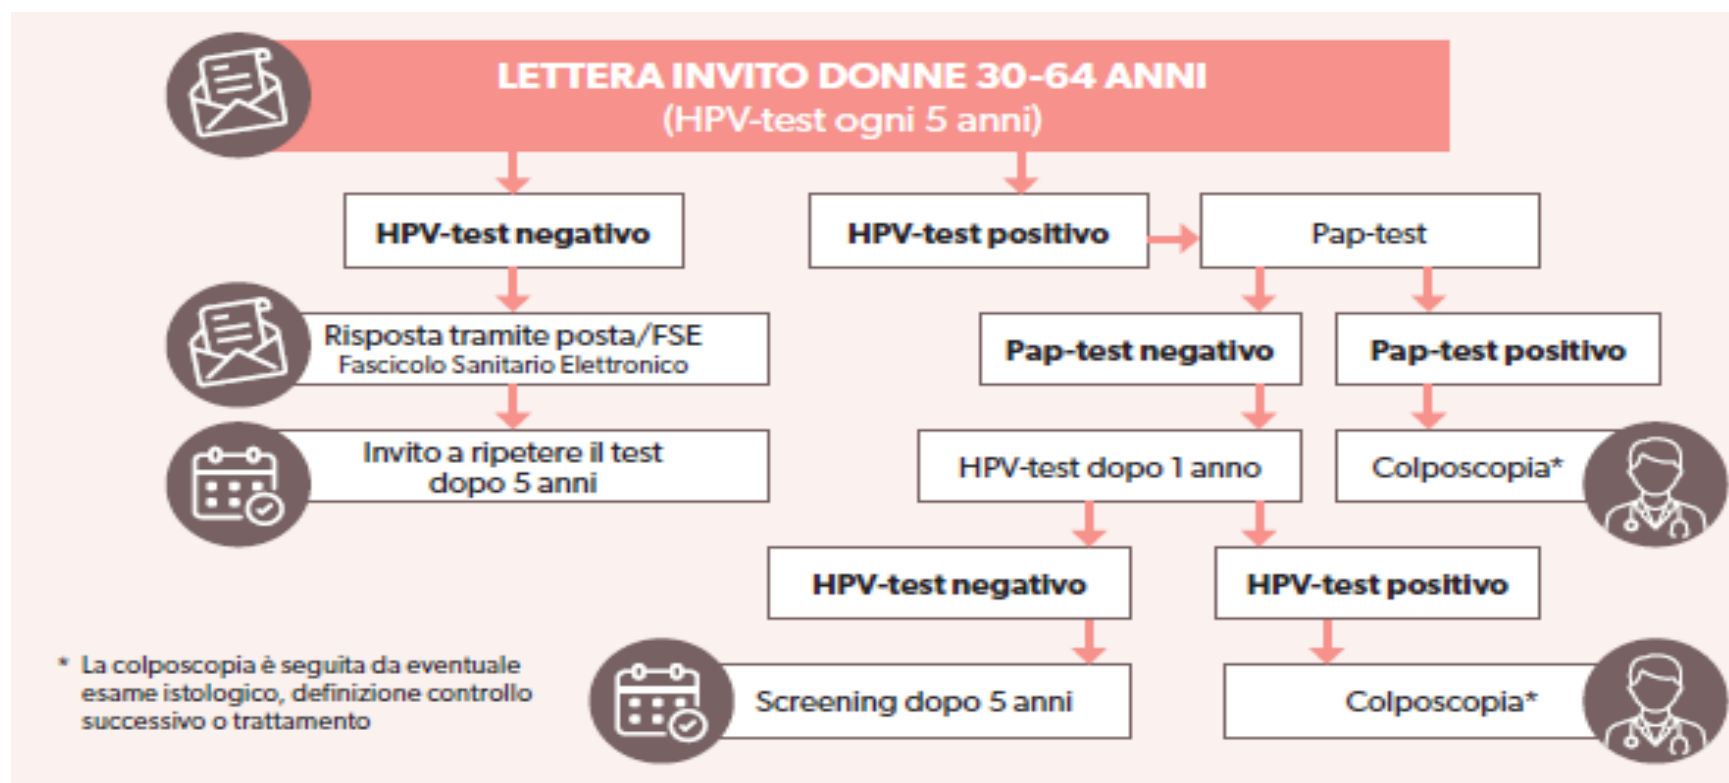 LETTERA INVITO DONNE 30-64 ANNI
(HPV-test ogni 5 anni)
HPV-test negativo
HPV-test positivo
Pap-test
Risposta tramite posta/FSE
Fascicolo Sanitario Elettronico
Pap-test negativo
Pap-test positivo
Invito a ripetere il test
dopo 5 anni
HPV-test dopo 1 anno
Colposcopia*
HPV-test negativo
HPV-test positivo
Screening dopo 5 anni
Colposcopia*
* La colposcopia è seguita da eventuale
esame istologico, definizione controllo
successivo o trattamento